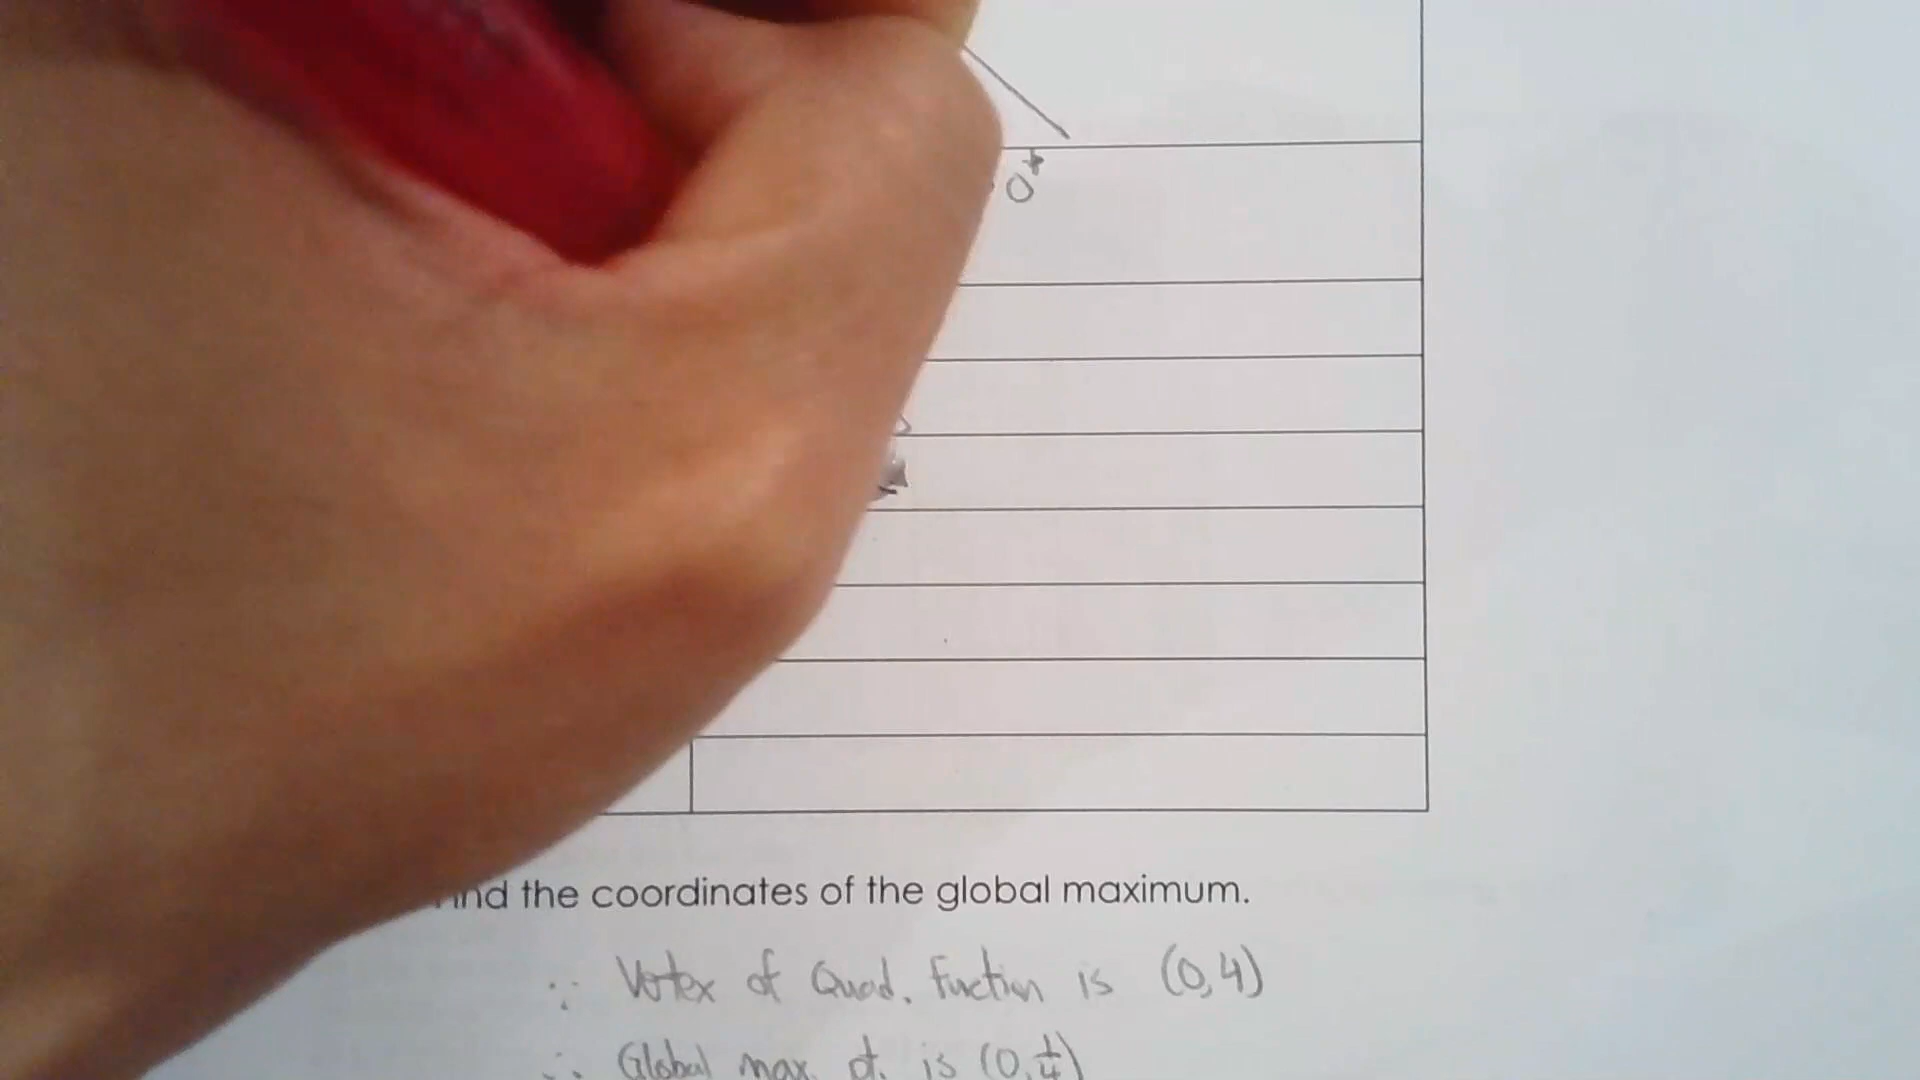 0⁺
nd the coordinates of the global maximum.
∵ Vertex of Quad. Function is (0,4)
∴ Global max. pt. is (0, 1/4)